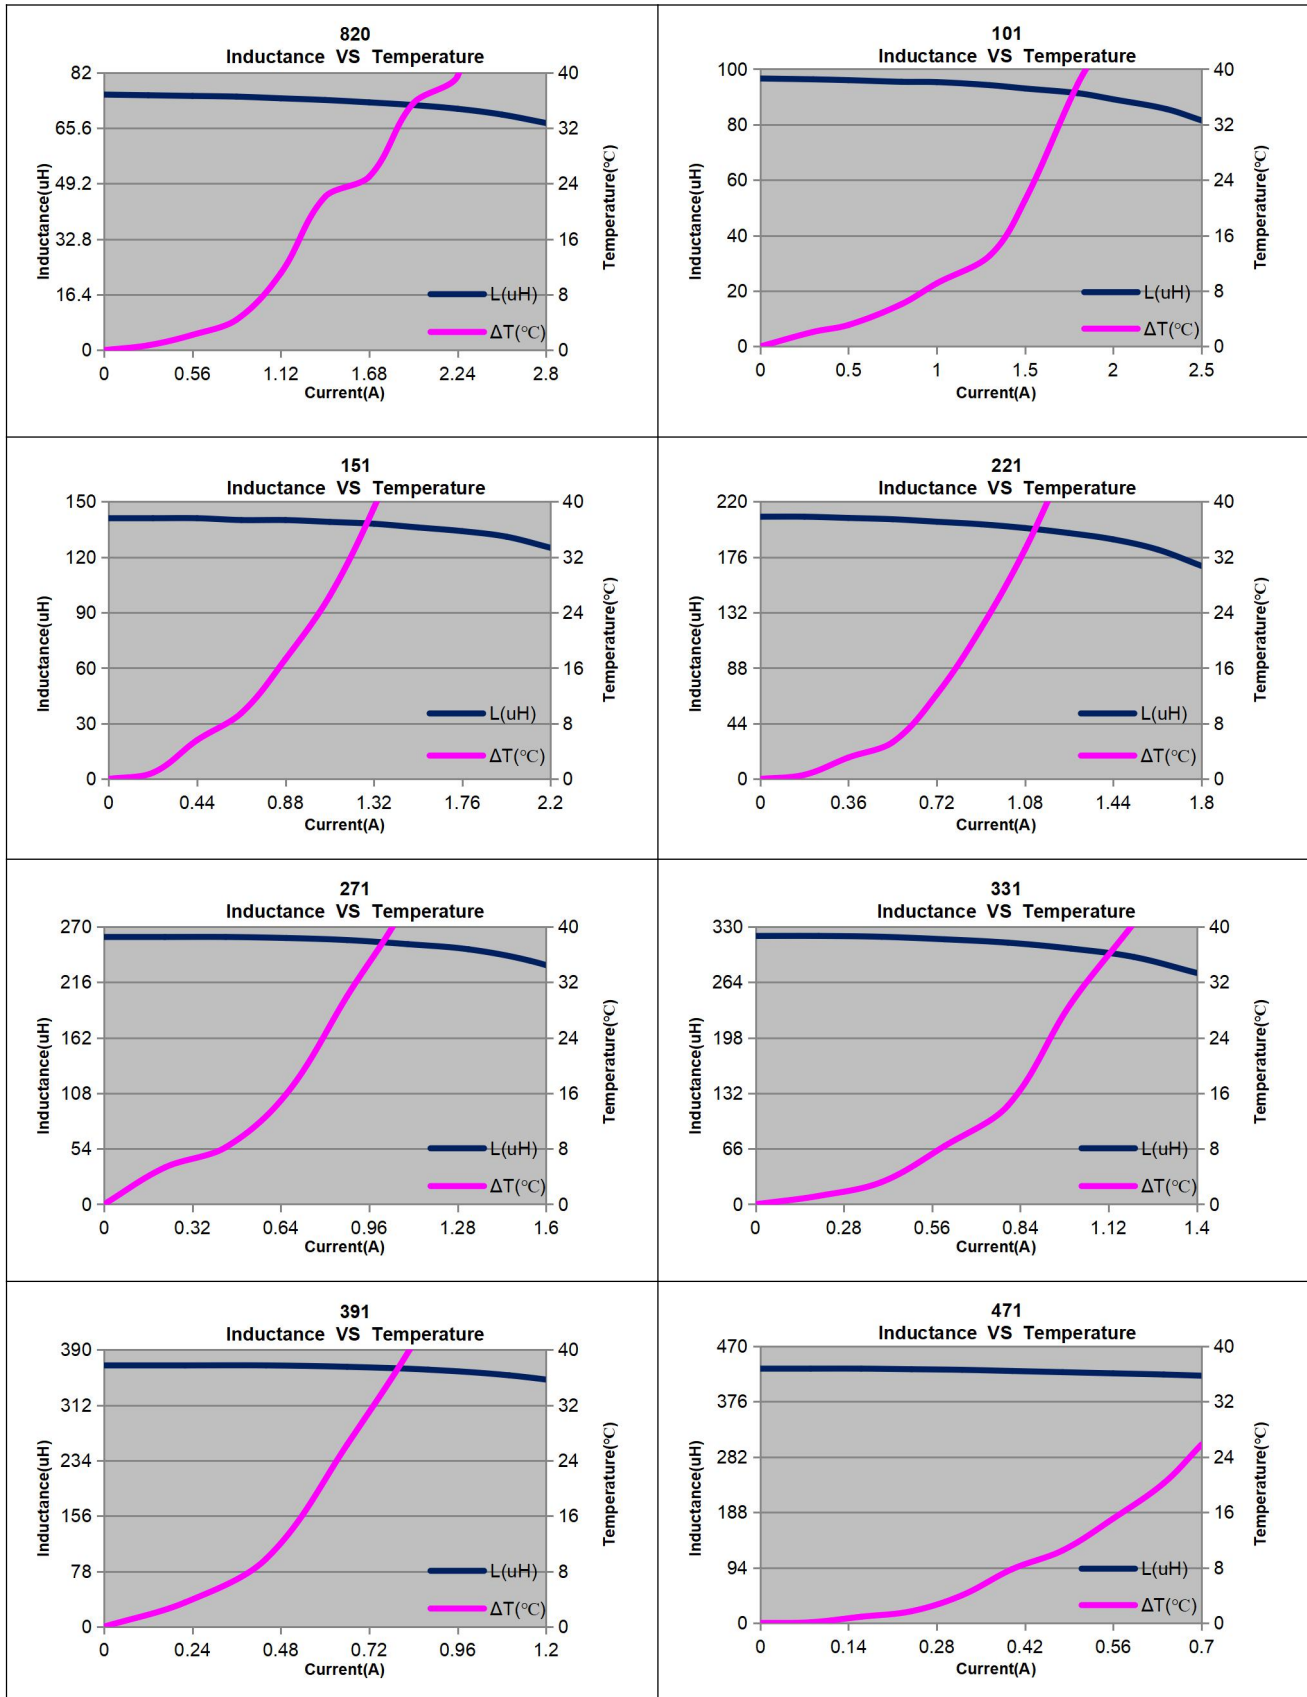 820
Inductance VS Temperature
82
65.6
49.2
32.8
16.4
0
40
32
24
16
8
0
0 0.56 1.12 1.68 2.24 2.8
Inductance(uH)
Temperature(℃)
Current(A)
L(uH)
ΔT(℃)
101
Inductance VS Temperature
100
80
60
40
20
0
40
32
24
16
8
0
0 0.5 1 1.5 2 2.5
Inductance(uH)
Temperature(℃)
Current(A)
L(uH)
ΔT(℃)
151
Inductance VS Temperature
150
120
90
60
30
0
40
32
24
16
8
0
0 0.44 0.88 1.32 1.76 2.2
Inductance(uH)
Temperature(℃)
Current(A)
L(uH)
ΔT(℃)
221
Inductance VS Temperature
220
176
132
88
44
0
40
32
24
16
8
0
0 0.36 0.72 1.08 1.44 1.8
Inductance(uH)
Temperature(℃)
Current(A)
L(uH)
ΔT(℃)
271
Inductance VS Temperature
270
216
162
108
54
0
40
32
24
16
8
0
0 0.32 0.64 0.96 1.28 1.6
Inductance(uH)
Temperature(℃)
Current(A)
L(uH)
ΔT(℃)
331
Inductance VS Temperature
330
264
198
132
66
0
40
32
24
16
8
0
0 0.28 0.56 0.84 1.12 1.4
Inductance(uH)
Temperature(℃)
Current(A)
L(uH)
ΔT(℃)
391
Inductance VS Temperature
390
312
234
156
78
0
40
32
24
16
8
0
0 0.24 0.48 0.72 0.96 1.2
Inductance(uH)
Temperature(℃)
Current(A)
L(uH)
ΔT(℃)
471
Inductance VS Temperature
470
376
282
188
94
0
40
32
24
16
8
0
0 0.14 0.28 0.42 0.56 0.7
Inductance(uH)
Temperature(℃)
Current(A)
L(uH)
ΔT(℃)